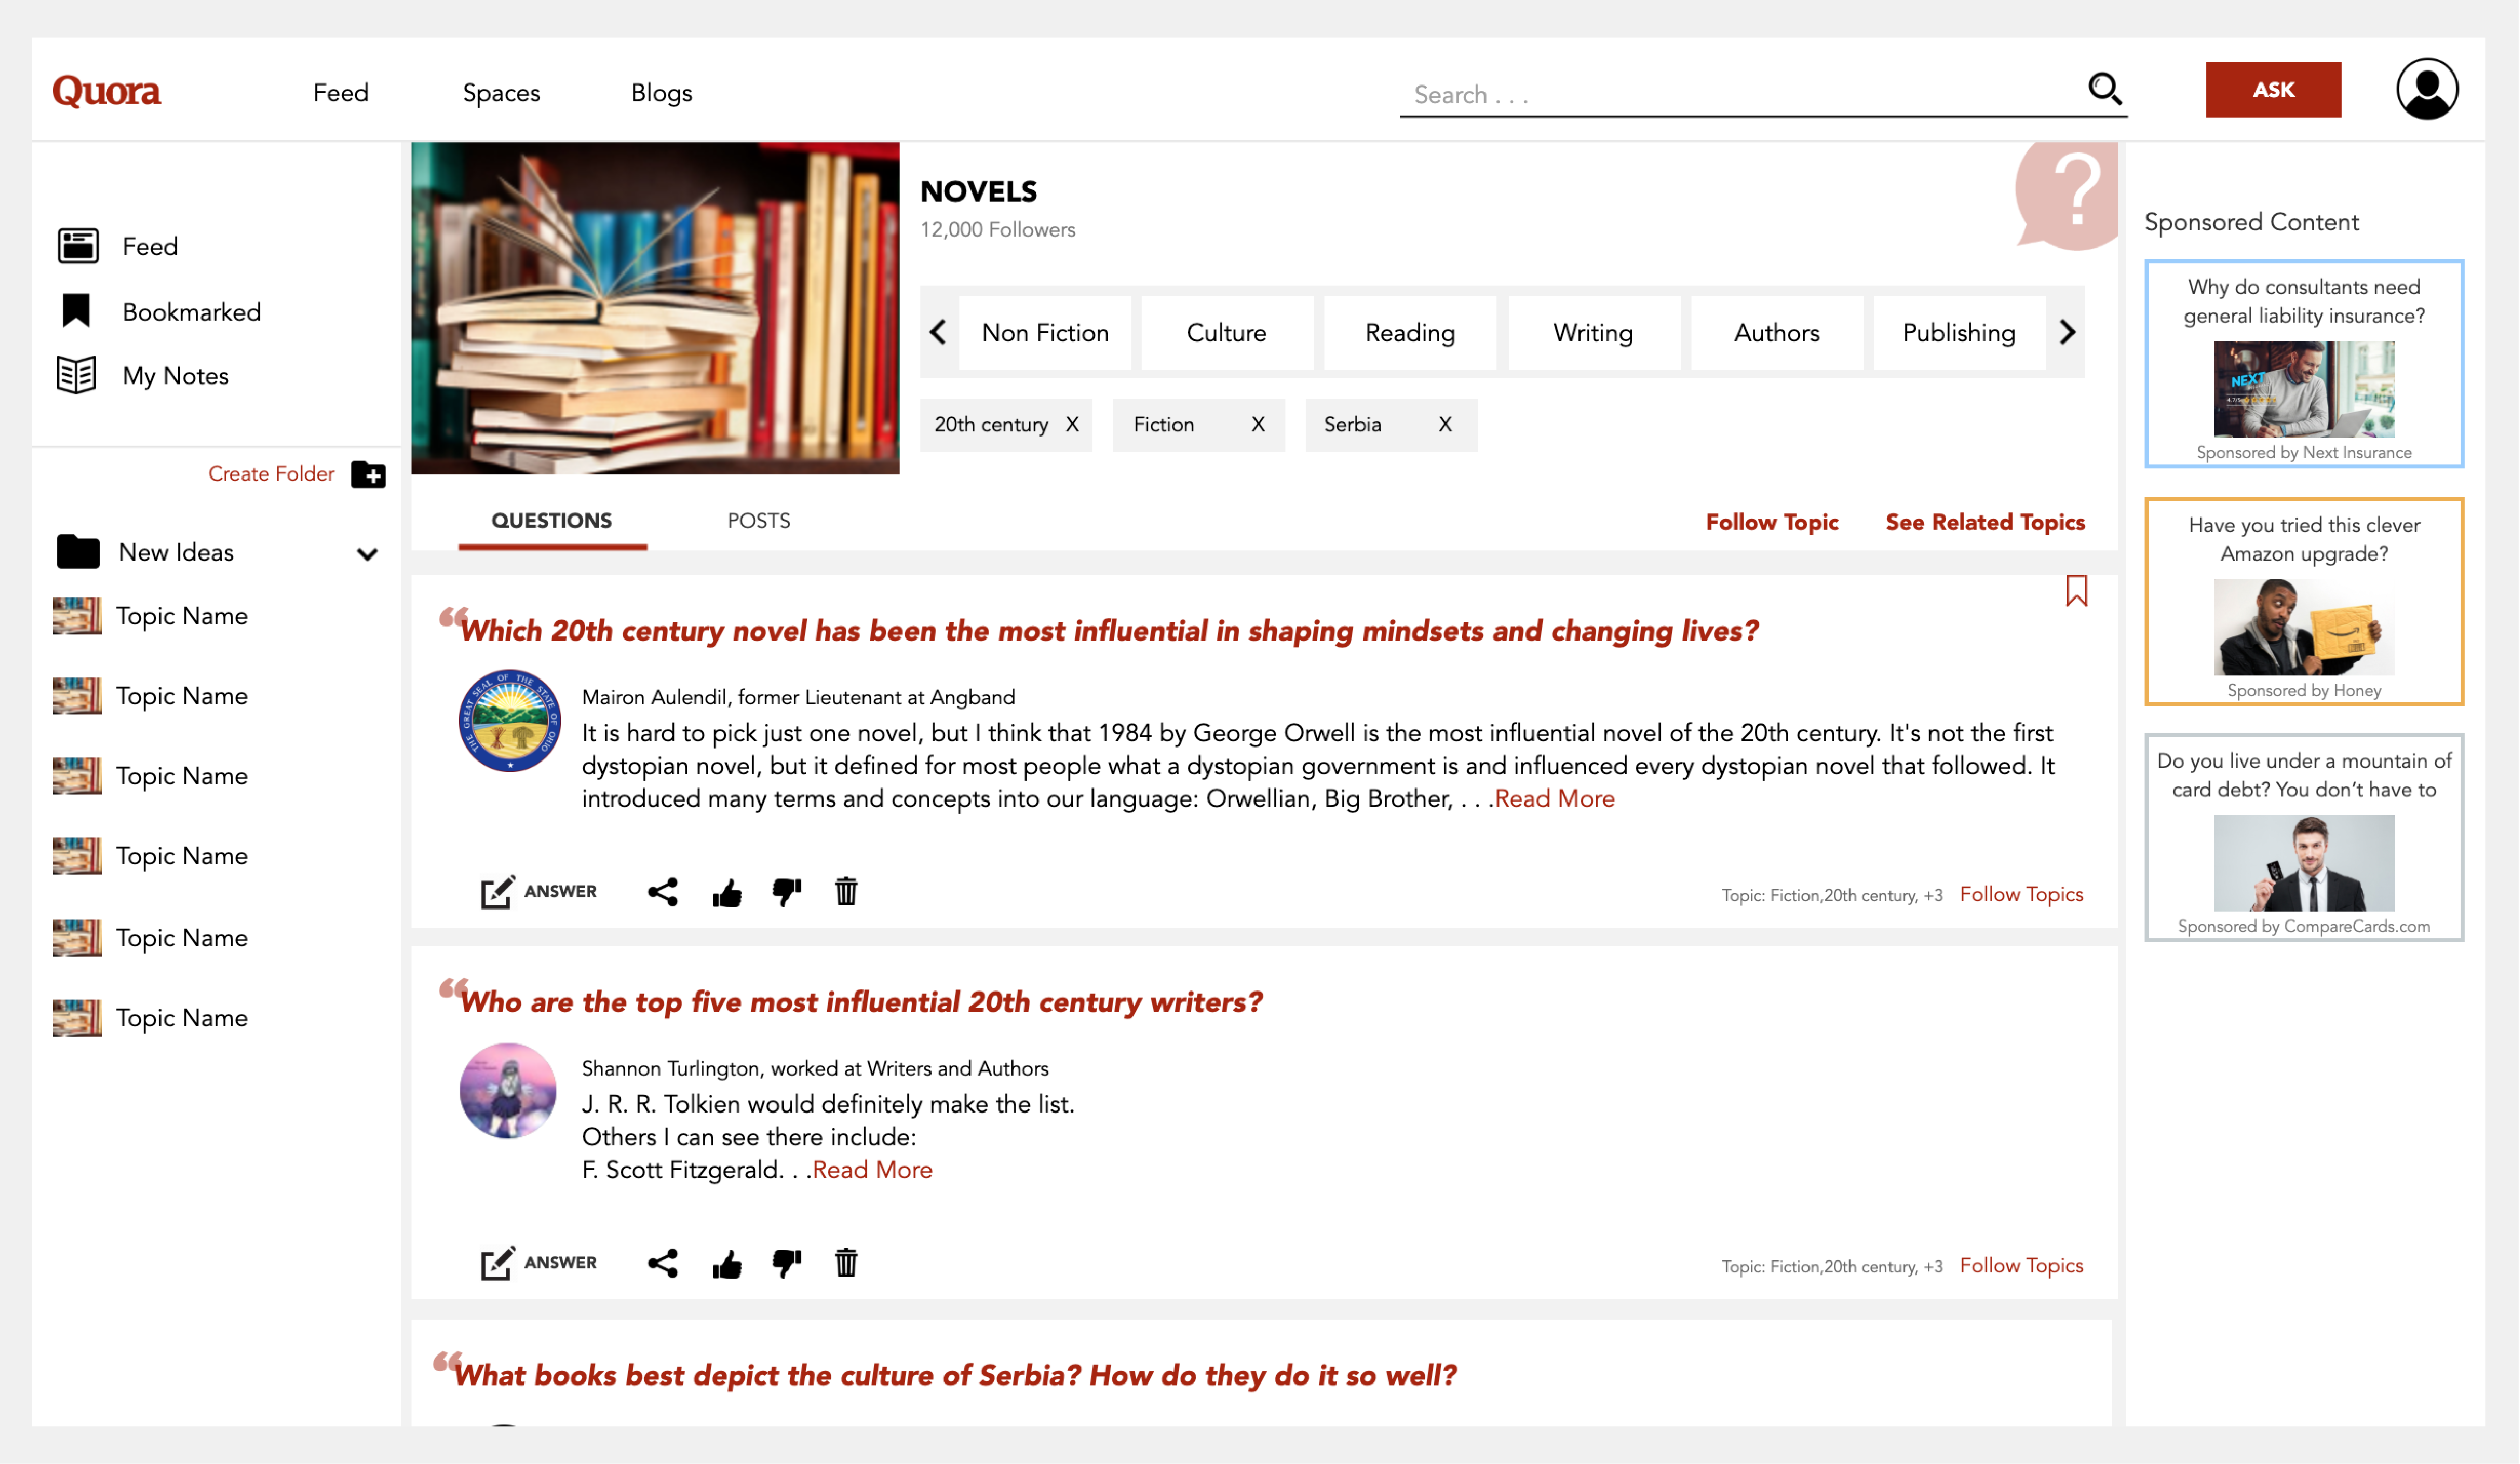 Quora
Feed
Spaces
Blogs
Search . . .
ASK
Feed
Bookmarked
My Notes
Create Folder
New Ideas
Topic Name
Topic Name
Topic Name
Topic Name
Topic Name
Topic Name
NOVELS
12,000 Followers
?
Non Fiction
Culture
Reading
Writing
Authors
Publishing
20th century X
Fiction X
Serbia X
QUESTIONS
POSTS
Follow Topic
See Related Topics
“Which 20th century novel has been the most influential in shaping mindsets and changing lives?
THE GREAT SEAL OF THE STATE OF OHIO
Mairon Aulendil, former Lieutenant at Angband
It is hard to pick just one novel, but I think that 1984 by George Orwell is the most influential novel of the 20th century. It's not the first
dystopian novel, but it defined for most people what a dystopian government is and influenced every dystopian novel that followed. It
introduced many terms and concepts into our language: Orwellian, Big Brother, . . .Read More
ANSWER
Topic: Fiction,20th century, +3 Follow Topics
“Who are the top five most influential 20th century writers?
Shannon Turlington, worked at Writers and Authors
J. R. R. Tolkien would definitely make the list.
Others I can see there include:
F. Scott Fitzgerald. . .Read More
ANSWER
Topic: Fiction,20th century, +3 Follow Topics
“What books best depict the culture of Serbia? How do they do it so well?
Sponsored Content
Why do consultants need
general liability insurance?
NEXT
Sponsored by Next Insurance
Have you tried this clever
Amazon upgrade?
Sponsored by Honey
Do you live under a mountain of
card debt? You don’t have to
Sponsored by CompareCards.com